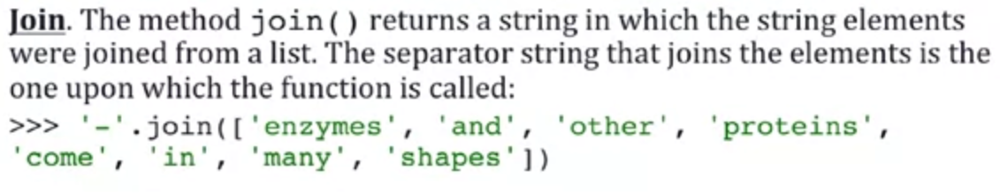 Join. The method join() returns a string in which the string elements
were joined from a list. The separator string that joins the elements is the
one upon which the function is called:
>>> '-'.join(['enzymes', 'and', 'other', 'proteins',
'come', 'in', 'many', 'shapes'])